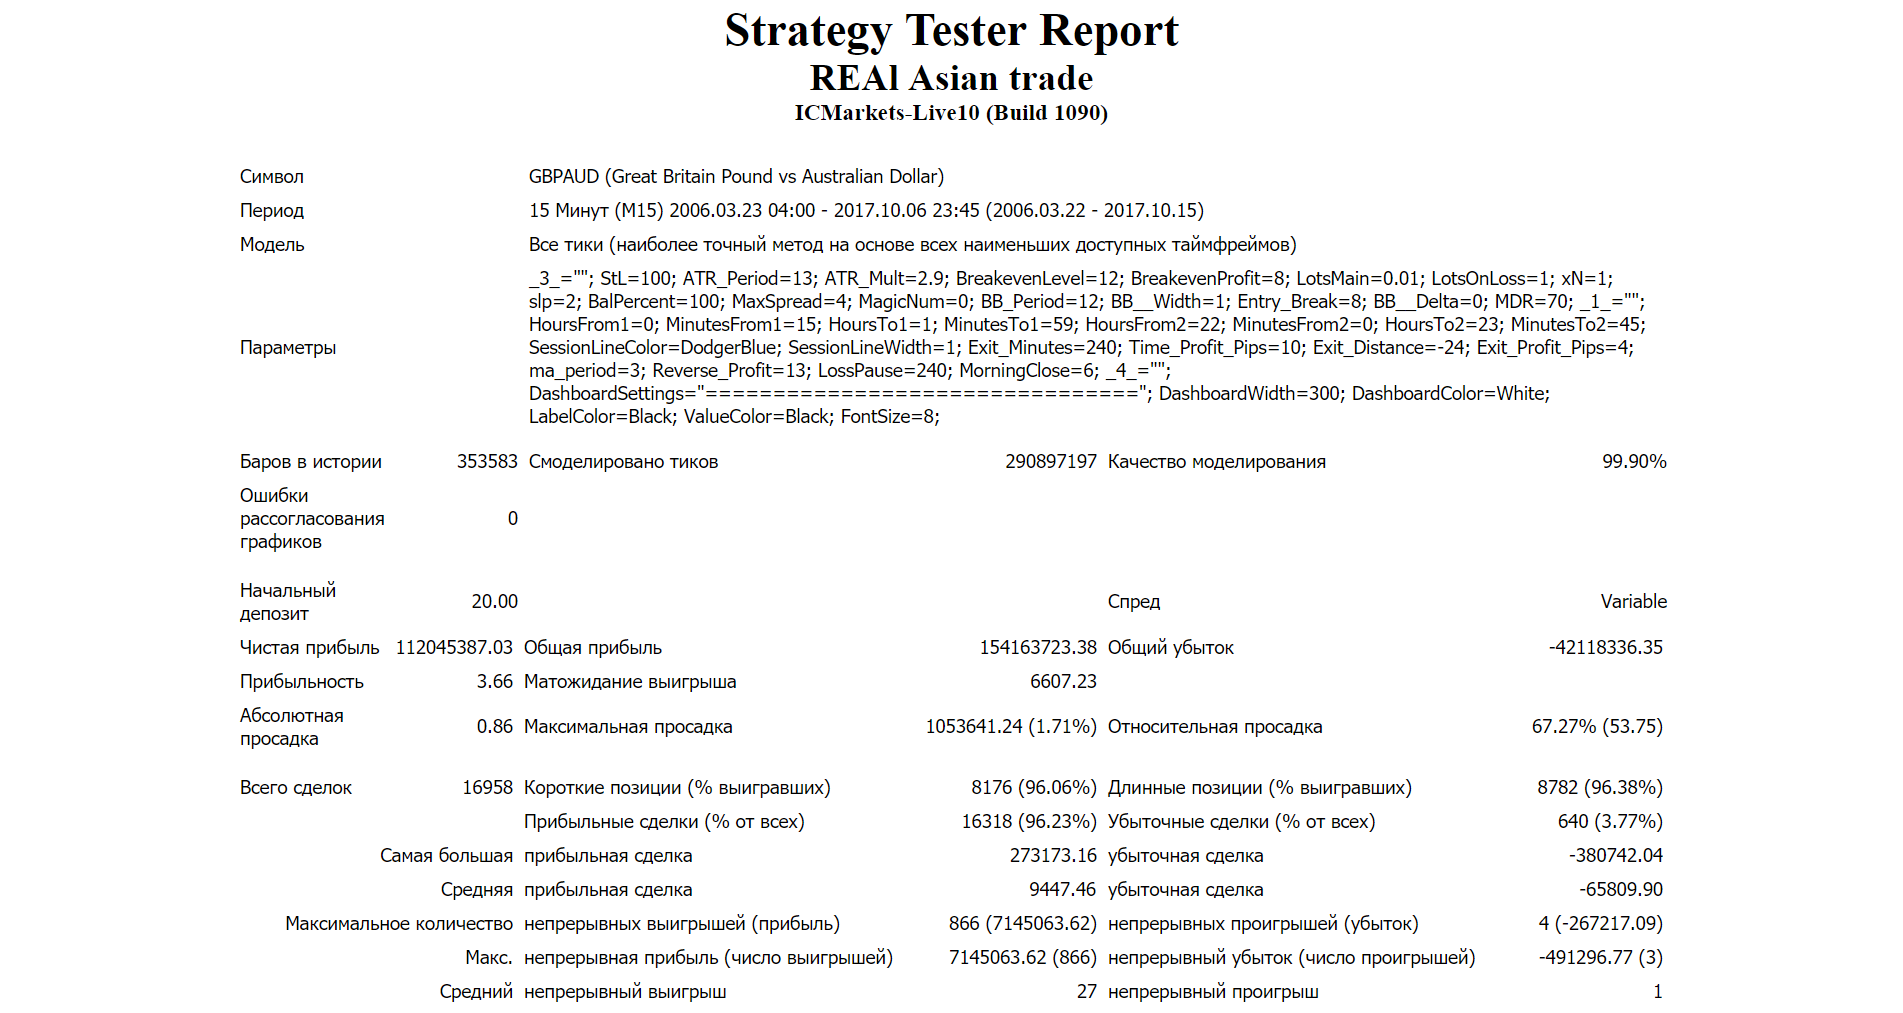 Strategy Tester Report
REAl Asian trade
ICMarkets-Live10 (Build 1090)
Символ GBPAUD (Great Britain Pound vs Australian Dollar)
Период 15 Минут (M15) 2006.03.23 04:00 - 2017.10.06 23:45 (2006.03.22 - 2017.10.15)
Модель Все тики (наиболее точный метод на основе всех наименьших доступных таймфреймов)
Параметры
_3_=""; StL=100; ATR_Period=13; ATR_Mult=2.9; BreakevenLevel=12; BreakevenProfit=8; LotsMain=0.01; LotsOnLoss=1; xN=1;
slp=2; BalPercent=100; MaxSpread=4; MagicNum=0; BB_Period=12; BB__Width=1; Entry_Break=8; BB__Delta=0; MDR=70; _1_="";
HoursFrom1=0; MinutesFrom1=15; HoursTo1=1; MinutesTo1=59; HoursFrom2=22; MinutesFrom2=0; HoursTo2=23; MinutesTo2=45;
SessionLineColor=DodgerBlue; SessionLineWidth=1; Exit_Minutes=240; Time_Profit_Pips=10; Exit_Distance=-24; Exit_Profit_Pips=4;
ma_period=3; Reverse_Profit=13; LossPause=240; MorningClose=6; _4_="";
DashboardSettings="================================"; DashboardWidth=300; DashboardColor=White;
LabelColor=Black; ValueColor=Black; FontSize=8;
Баров в истории 353583 Смоделировано тиков 290897197 Качество моделирования 99.90%
Ошибки
рассогласования 0
графиков
Начальный
депозит 20.00 Спред Variable
Чистая прибыль 112045387.03 Общая прибыль 154163723.38 Общий убыток -42118336.35
Прибыльность 3.66 Матожидание выигрыша 6607.23
Абсолютная
просадка 0.86 Максимальная просадка 1053641.24 (1.71%) Относительная просадка 67.27% (53.75)
Всего сделок 16958 Короткие позиции (% выигравших) 8176 (96.06%) Длинные позиции (% выигравших) 8782 (96.38%)
Прибыльные сделки (% от всех) 16318 (96.23%) Убыточные сделки (% от всех) 640 (3.77%)
Самая большая прибыльная сделка 273173.16 убыточная сделка -380742.04
Средняя прибыльная сделка 9447.46 убыточная сделка -65809.90
Максимальное количество непрерывных выигрышей (прибыль) 866 (7145063.62) непрерывных проигрышей (убыток) 4 (-267217.09)
Макс. непрерывная прибыль (число выигрышей) 7145063.62 (866) непрерывный убыток (число проигрышей) -491296.77 (3)
Средний непрерывный выигрыш 27 непрерывный проигрыш 1